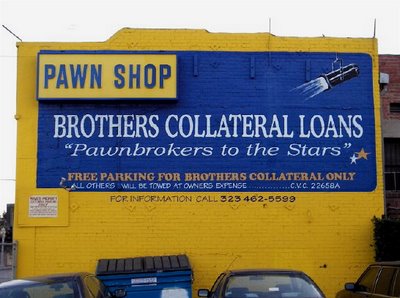 PAWN SHOP
BROTHERS COLLATERAL LOANS
"Pawnbrokers to the Stars"
FREE PARKING FOR BROTHERS COLLATERAL ONLY
ALL OTHERS WILL BE TOWED AT OWNERS EXPENSE ............... C.V.C. 22658A
FOR INFORMATION CALL 323 462-5599